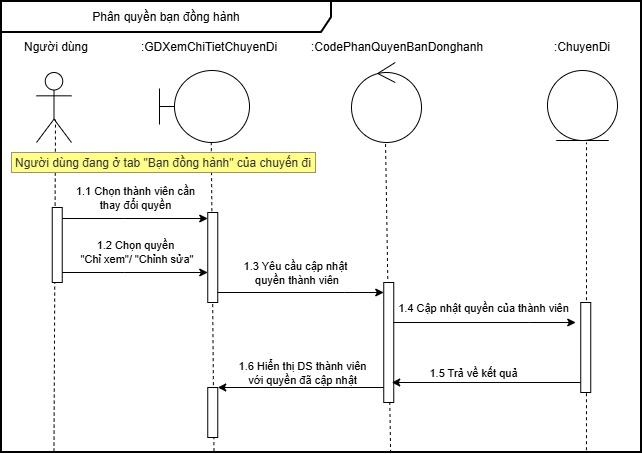 Phân quyền bạn đồng hành
Người dùng
:GDXemChiTietChuyenDi
:CodePhanQuyenBanDonghanh
:ChuyenDi
Người dùng đang ở tab "Bạn đồng hành" của chuyến đi
1.1 Chọn thành viên cần
thay đổi quyền
1.2 Chọn quyền
"Chỉ xem"/ "Chỉnh sửa"
1.3 Yêu cầu cập nhật
quyền thành viên
1.4 Cập nhật quyền của thành viên
1.5 Trả về kết quả
1.6 Hiển thị DS thành viên
với quyền đã cập nhật